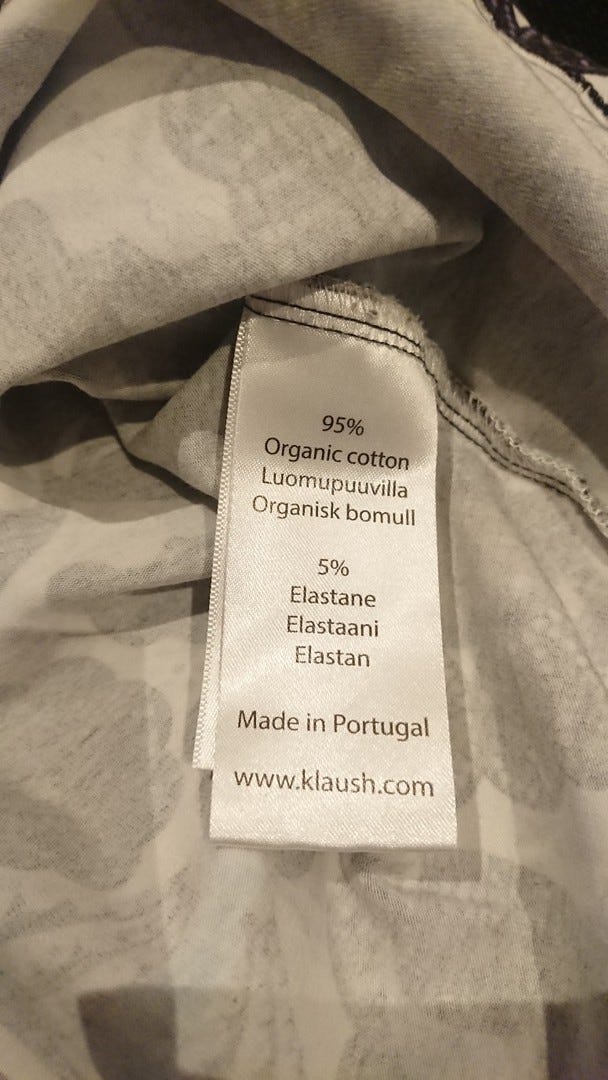 95%
Organic cotton
Luomupuuvilla
Organisk bomull
5%
Elastane
Elastaani
Elastan
Made in Portugal
www.klaush.com